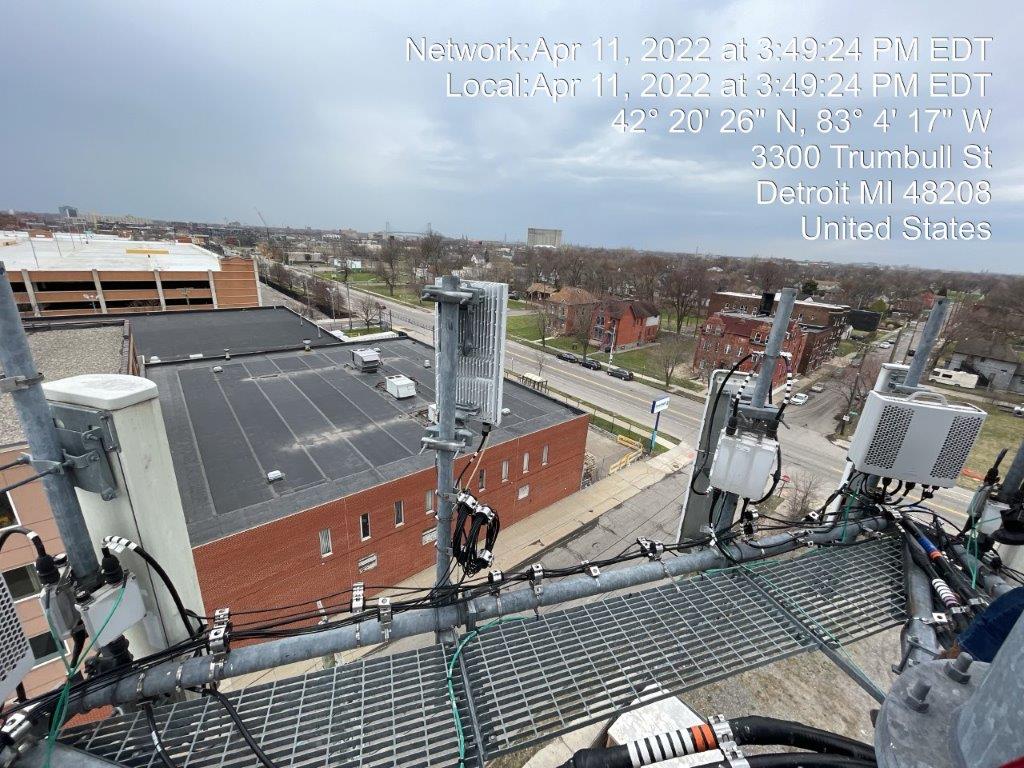 Network:Apr 11, 2022 at 3:49:24 PM EDT
Local:Apr 11, 2022 at 3:49:24 PM EDT
42° 20' 26" N, 83° 4' 17" W
3300 Trumbull St
Detroit MI 48208
United States